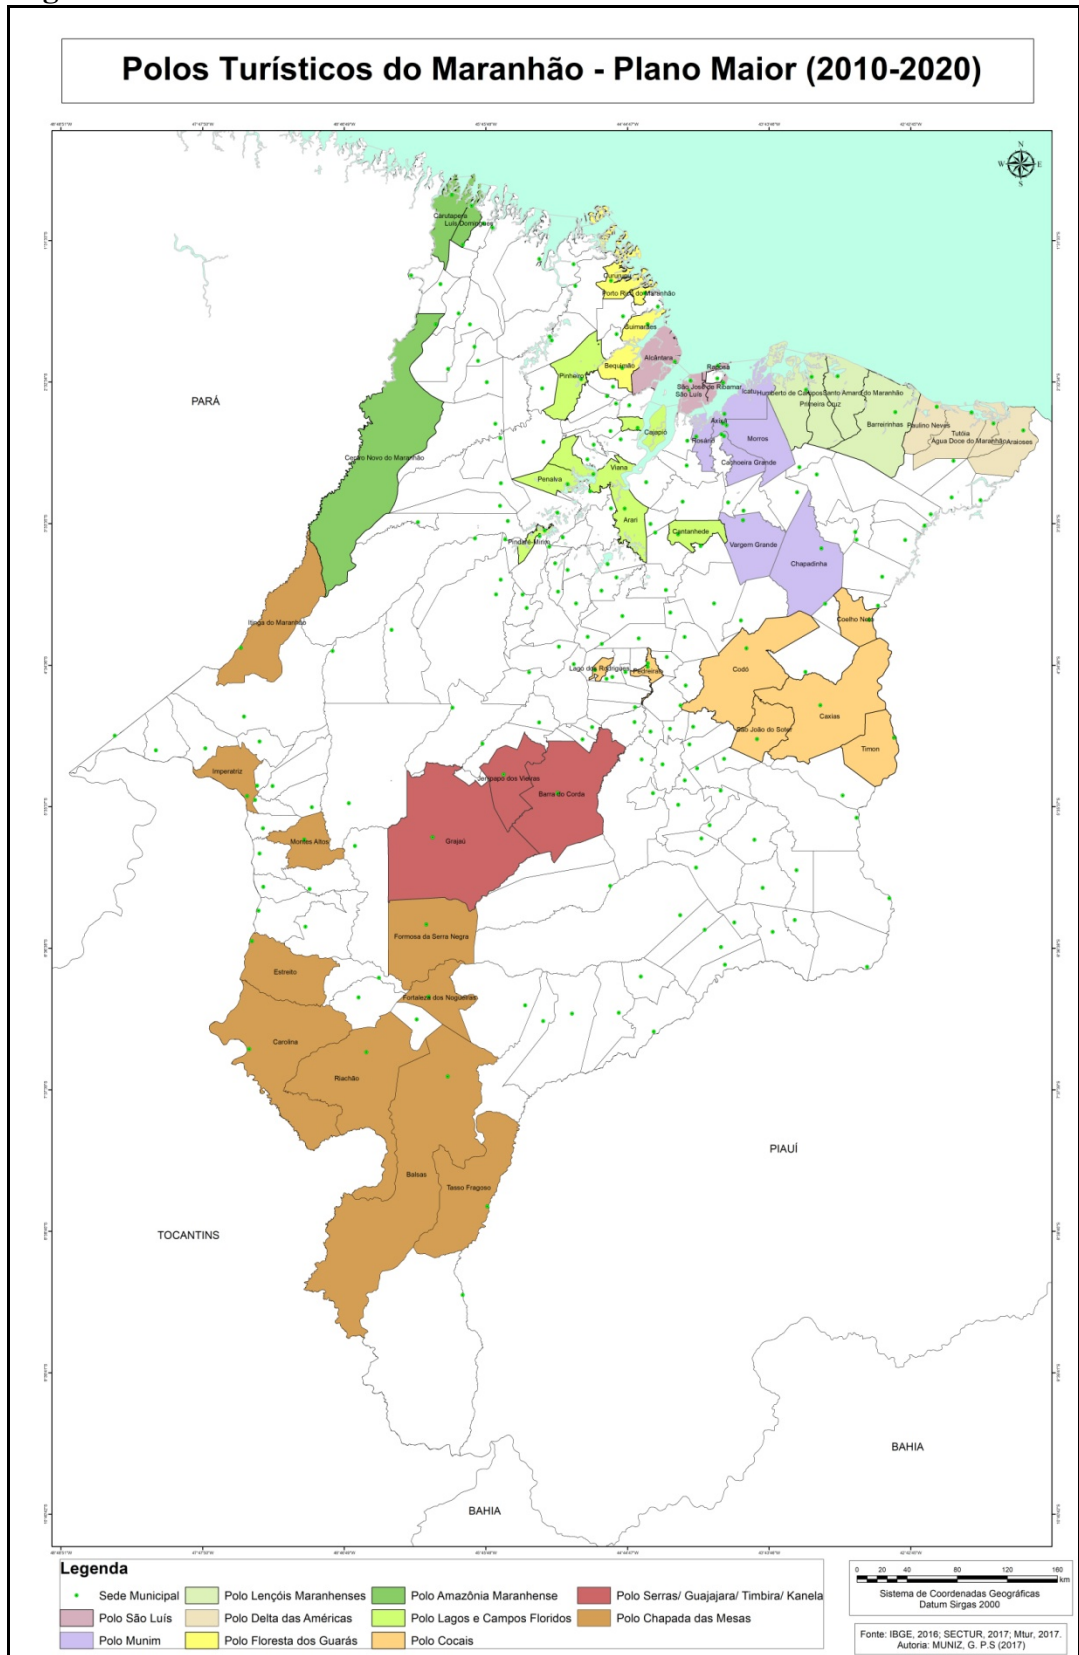 Polos Turísticos do Maranhão - Plano Maior (2010-2020)
N
W E
S
Carutapera
Luís Domingues
Cururupu
Porto Rico do Maranhão
Guimarães
Alcântara
Bequimão
Pinheiro
Raposa
São José de Ribamar
São Luís
Icatu
Humberto de Campos
Santo Amaro do Maranhão
Primeira Cruz
Barreirinhas
Paulino Neves
Tutóia
Água Doce do Maranhão
Araioses
PARÁ
Cajapió
Axixá
Rosário
Morros
Cachoeira Grande
Centro Novo do Maranhão
Viana
Penalva
Arari
Cantanhede
Pindaré-Mirim
Vargem Grande
Chapadinha
Itinga do Maranhão
Coelho Neto
Lago dos Rodrigues
Pedreiras
Codó
Caxias
São João do Soter
Timon
Imperatriz
Jenipapo dos Vieiras
Barra do Corda
Montes Altos
Grajaú
Formosa da Serra Negra
Estreito
Fortaleza dos Nogueiras
Carolina
Riachão
PIAUÍ
Balsas
Tasso Fragoso
TOCANTINS
BAHIA
BAHIA
Legenda
Sede Municipal
Polo Lençóis Maranhenses
Polo Amazônia Maranhense
Polo Serras/ Guajajara/ Timbira/ Kanela
Polo São Luís
Polo Delta das Américas
Polo Lagos e Campos Floridos
Polo Chapada das Mesas
Polo Munim
Polo Floresta dos Guarás
Polo Cocais
0 20 40 80 120 160
km
Sistema de Coordenadas Geográficas
Datum Sirgas 2000
Fonte: IBGE, 2016; SECTUR, 2017; Mtur, 2017.
Autoria: MUNIZ, G. P.S (2017)